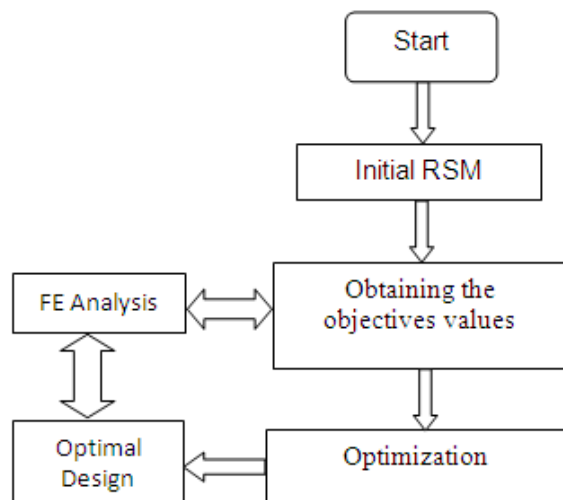 Start
Initial RSM
Obtaining the
objectives values
FE Analysis
Optimization
Optimal
Design